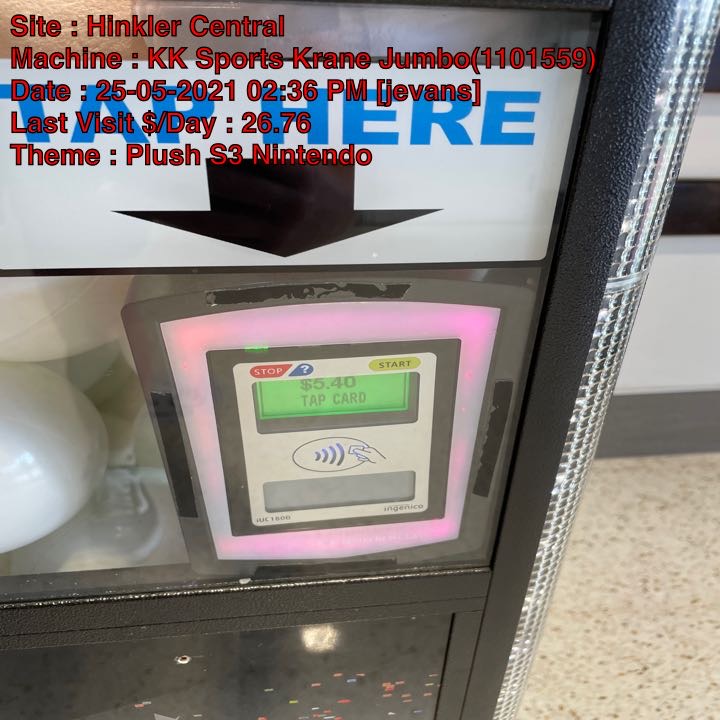 Site : Hinkler Central
Machine : KK Sports Krane Jumbo(1101559)
Date : 25-05-2021 02:36 PM [jevans]
Last Visit $/Day : 26.76
Theme : Plush S3 Nintendo
TAP HERE
STOP ? START
$5.40
TAP CARD
iUC180B
ingenico